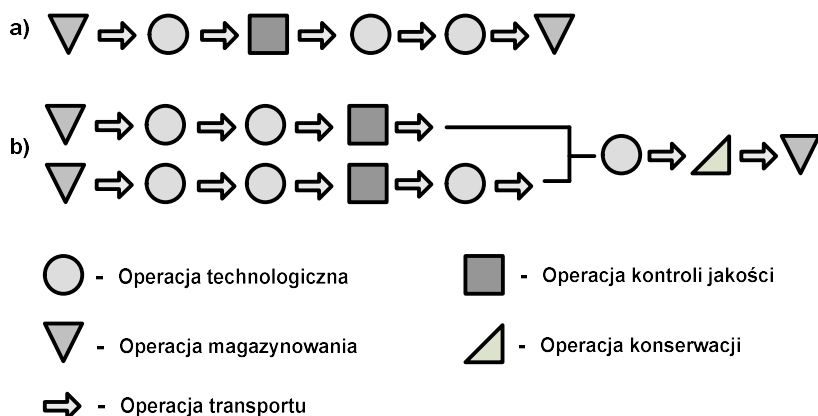 a)
b)
- Operacja technologiczna
- Operacja kontroli jakości
- Operacja magazynowania
- Operacja konserwacji
- Operacja transportu